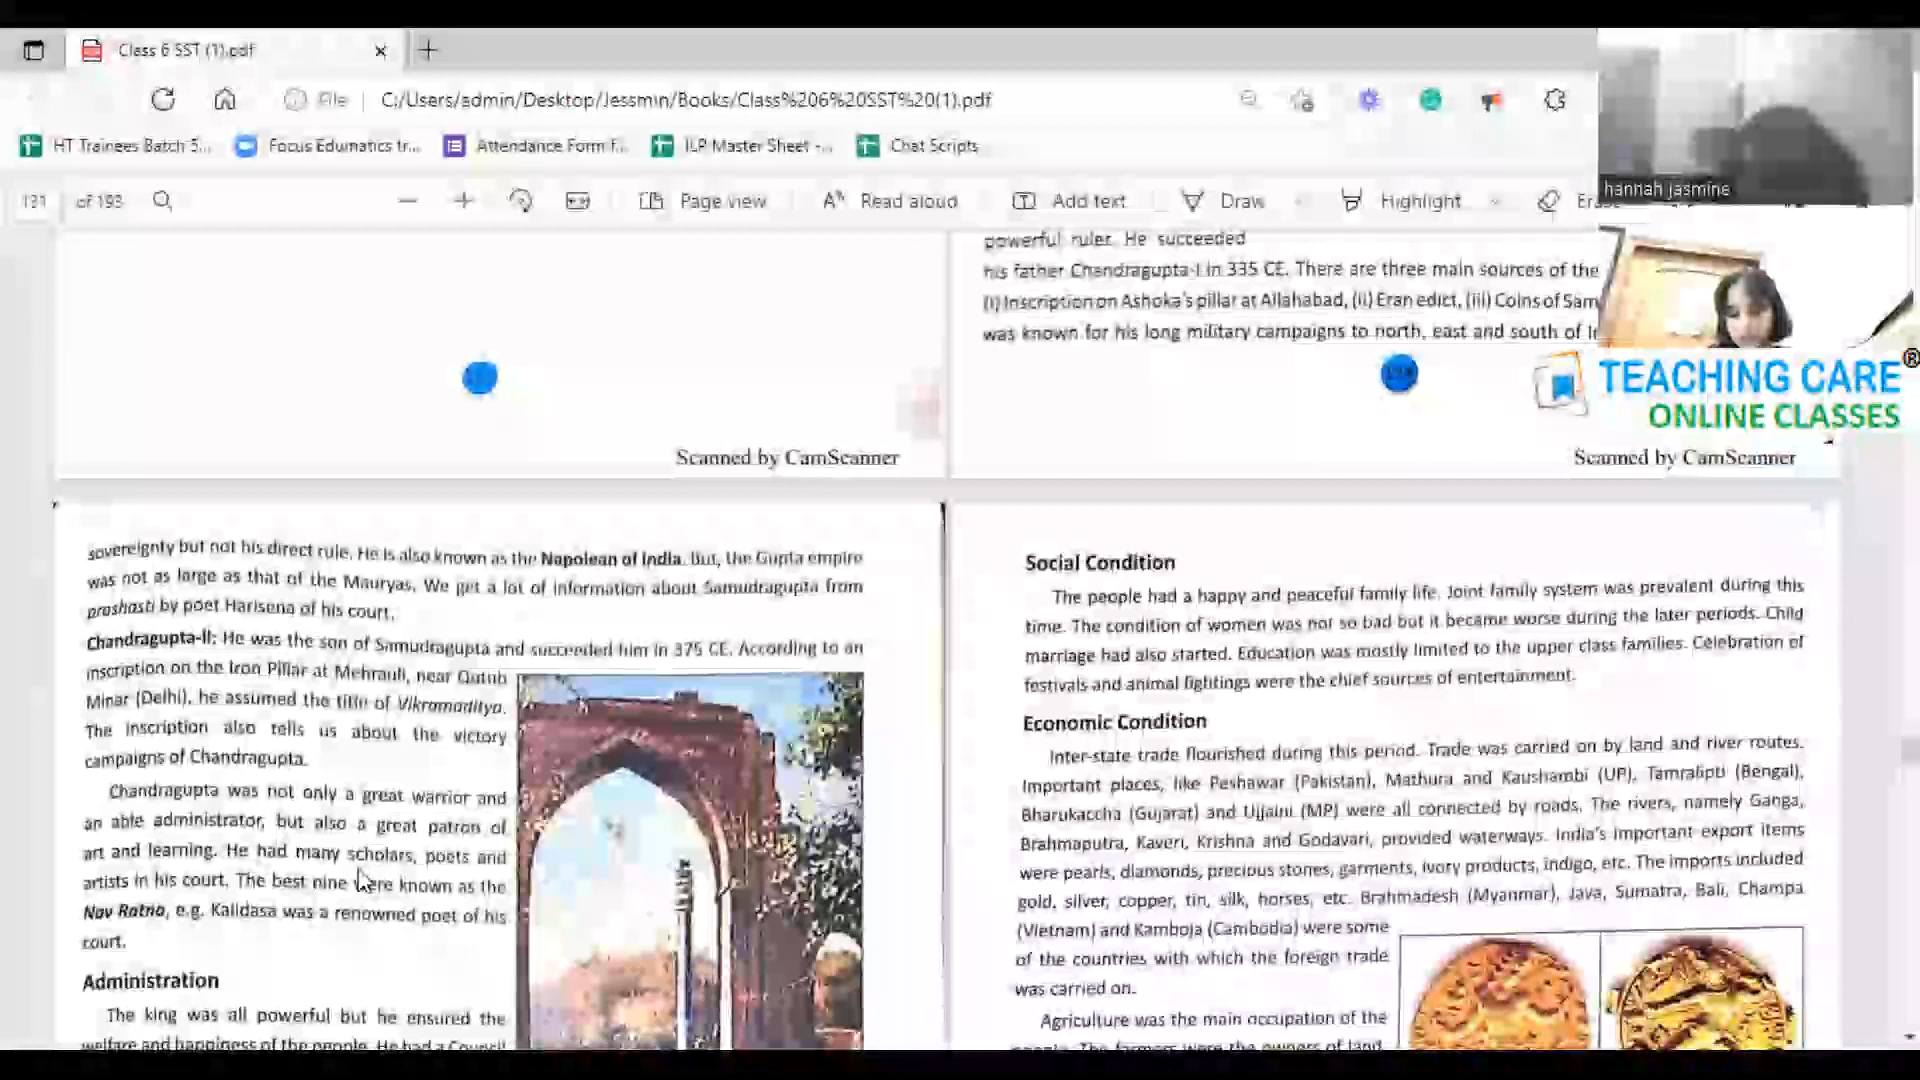 Class 6 SST (1).pdf
File C:/Users/admin/Desktop/Jessmin/Books/Class%206%20SST%20(1).pdf
HT Trainees Batch 5... Focus Edumatics tr... Attendance Form f... ILP Master Sheet -... Chat Scripts
131 of 193 Page view Read aloud Add text Draw Highlight
hannah jasmine
TEACHING CARE®
ONLINE CLASSES
powerful ruler. He succeeded
his father Chandragupta-I in 335 CE. There are three main sources of the
(i) Inscription on Ashoka's pillar at Allahabad, (ii) Eran edict, (iii) Coins of Sam
was known for his long military campaigns to north, east and south of I
Scanned by CamScanner
Scanned by CamScanner
sovereignty but not his direct rule. He is also known as the Napolean of India. But, the Gupta empire
was not as large as that of the Mauryas. We get a lot of information about Samudragupta from
prashasti by poet Harisena of his court.
Chandragupta-II: He was the son of Samudragupta and succeeded him in 375 CE. According to an
inscription on the Iron Pillar at Mehrauli, near Qutub
Minar (Delhi), he assumed the title of Vikramaditya.
The inscription also tells us about the victory
campaigns of Chandragupta.
Chandragupta was not only a great warrior and
an able administrator, but also a great patron of
art and learning. He had many scholars, poets and
artists in his court. The best nine were known as the
Nav Ratna, e.g. Kalidasa was a renowned poet of his
court.
Administration
The king was all powerful but he ensured the
welfare and happiness of the people. He had a Council
Social Condition
The people had a happy and peaceful family life. Joint family system was prevalent during this
time. The condition of women was not so bad but it became worse during the later periods. Child
marriage had also started. Education was mostly limited to the upper class families. Celebration of
festivals and animal fightings were the chief sources of entertainment.
Economic Condition
Inter-state trade flourished during this period. Trade was carried on by land and river routes.
Important places, like Peshawar (Pakistan), Mathura and Kaushambi (UP), Tamralipti (Bengal),
Bharukaccha (Gujarat) and Ujjaini (MP) were all connected by roads. The rivers, namely Ganga,
Brahmaputra, Kaveri, Krishna and Godavari, provided waterways. India's important export items
were pearls, diamonds, precious stones, garments, ivory products, indigo, etc. The imports included
gold, silver, copper, tin, silk, horses, etc. Brahmadesh (Myanmar), Java, Sumatra, Bali, Champa
(Vietnam) and Kamboja (Cambodia) were some
of the countries with which the foreign trade
was carried on.
Agriculture was the main occupation of the
people. The farmers were the owners of land.